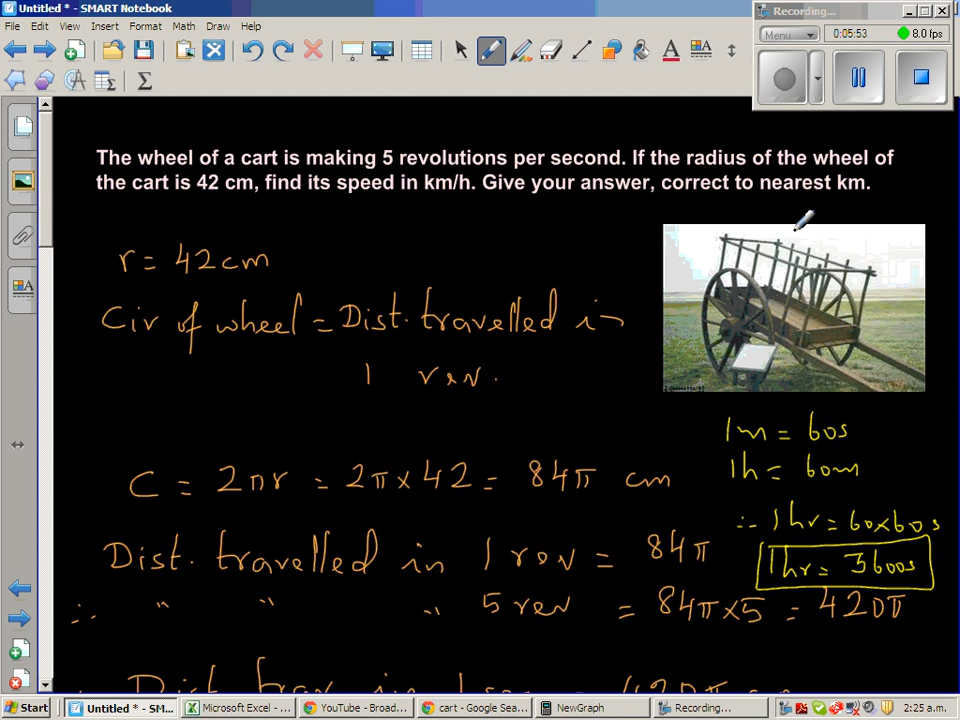 Untitled * - SMART Notebook
File Edit View Insert Format Math Draw Help
Recording...
Menu 0:05:53 8.0 fps
The wheel of a cart is making 5 revolutions per second. If the radius of the wheel of
the cart is 42 cm, find its speed in km/h. Give your answer, correct to nearest km.
r = 42cm
Cir of wheel = Dist. travelled in
1 rev.
1m = 60s
1h = 60m
C = 2πr = 2π × 42 = 84π cm
∴ 1hr = 60×60s
1hr = 3600s
Dist. travelled in 1 rev = 84π
∴ " " " 5 rev = 84π×5 = 420π
Start Untitled * - SM... Microsoft Excel - ... YouTube - Broad... cart - Google Sea... NewGraph Recording... 2:25 a.m.